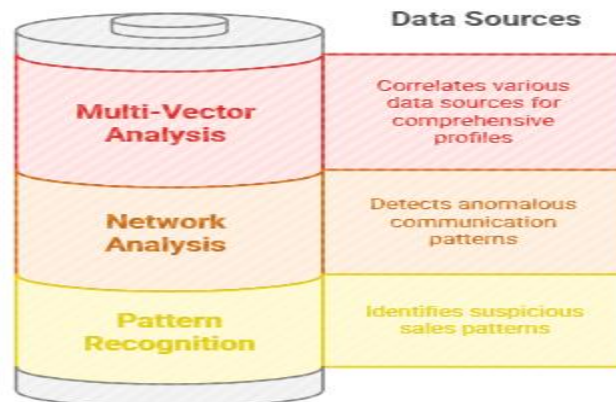 Data Sources
Multi-Vector
Analysis
Correlates various
data sources for
comprehensive
profiles
Network
Analysis
Detects anomalous
communication
patterns
Pattern
Recognition
Identifies suspicious
sales patterns